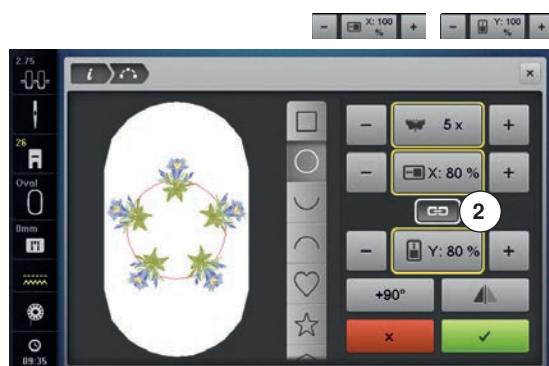 - X: 100 % + - Y: 100 % +
2.75
i
×
- 5 x +
26
- X: 80 % +
Oval
2
0mm
- Y: 80 % +
+90°
x ✓
09:35